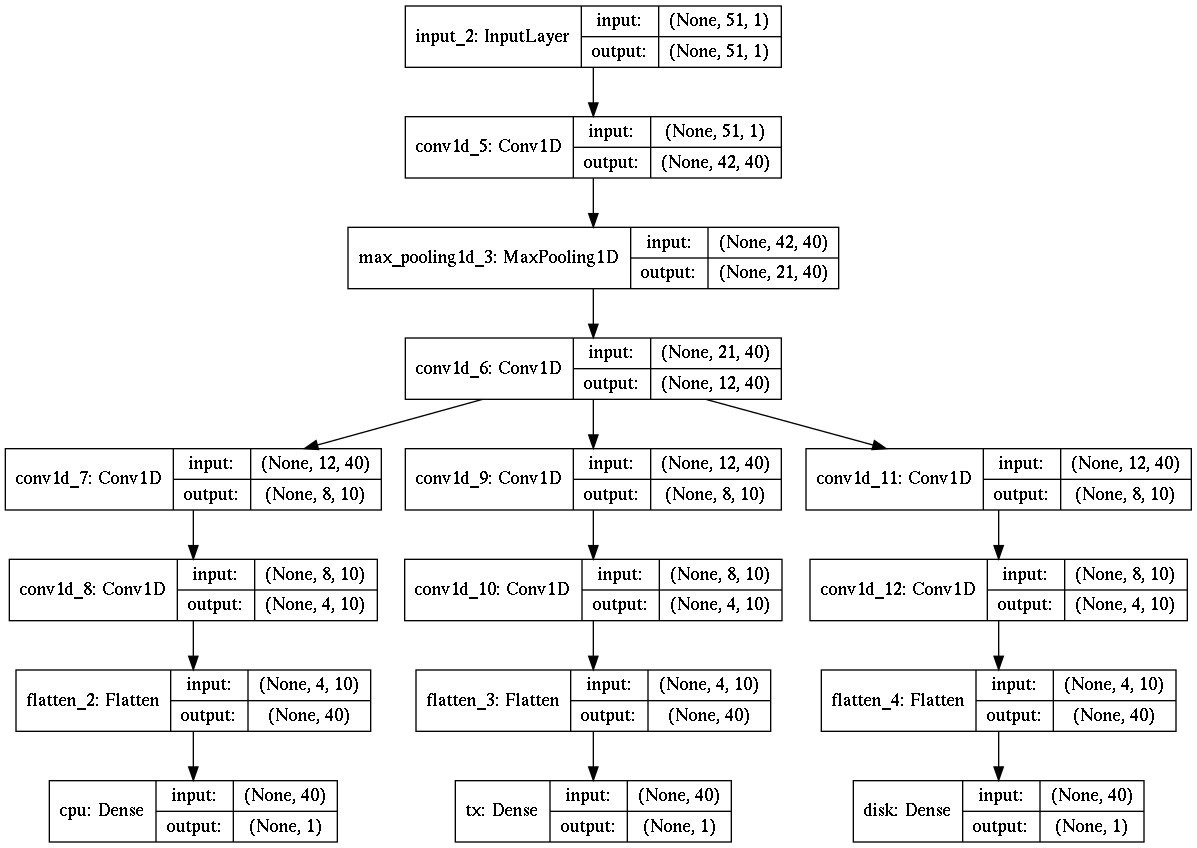 input_2: InputLayer
input: (None, 51, 1)
output: (None, 51, 1)
conv1d_5: Conv1D
input: (None, 51, 1)
output: (None, 42, 40)
max_pooling1d_3: MaxPooling1D
input: (None, 42, 40)
output: (None, 21, 40)
conv1d_6: Conv1D
input: (None, 21, 40)
output: (None, 12, 40)
conv1d_7: Conv1D
input: (None, 12, 40)
output: (None, 8, 10)
conv1d_9: Conv1D
input: (None, 12, 40)
output: (None, 8, 10)
conv1d_11: Conv1D
input: (None, 12, 40)
output: (None, 8, 10)
conv1d_8: Conv1D
input: (None, 8, 10)
output: (None, 4, 10)
conv1d_10: Conv1D
input: (None, 8, 10)
output: (None, 4, 10)
conv1d_12: Conv1D
input: (None, 8, 10)
output: (None, 4, 10)
flatten_2: Flatten
input: (None, 4, 10)
output: (None, 40)
flatten_3: Flatten
input: (None, 4, 10)
output: (None, 40)
flatten_4: Flatten
input: (None, 4, 10)
output: (None, 40)
cpu: Dense
input: (None, 40)
output: (None, 1)
tx: Dense
input: (None, 40)
output: (None, 1)
disk: Dense
input: (None, 40)
output: (None, 1)